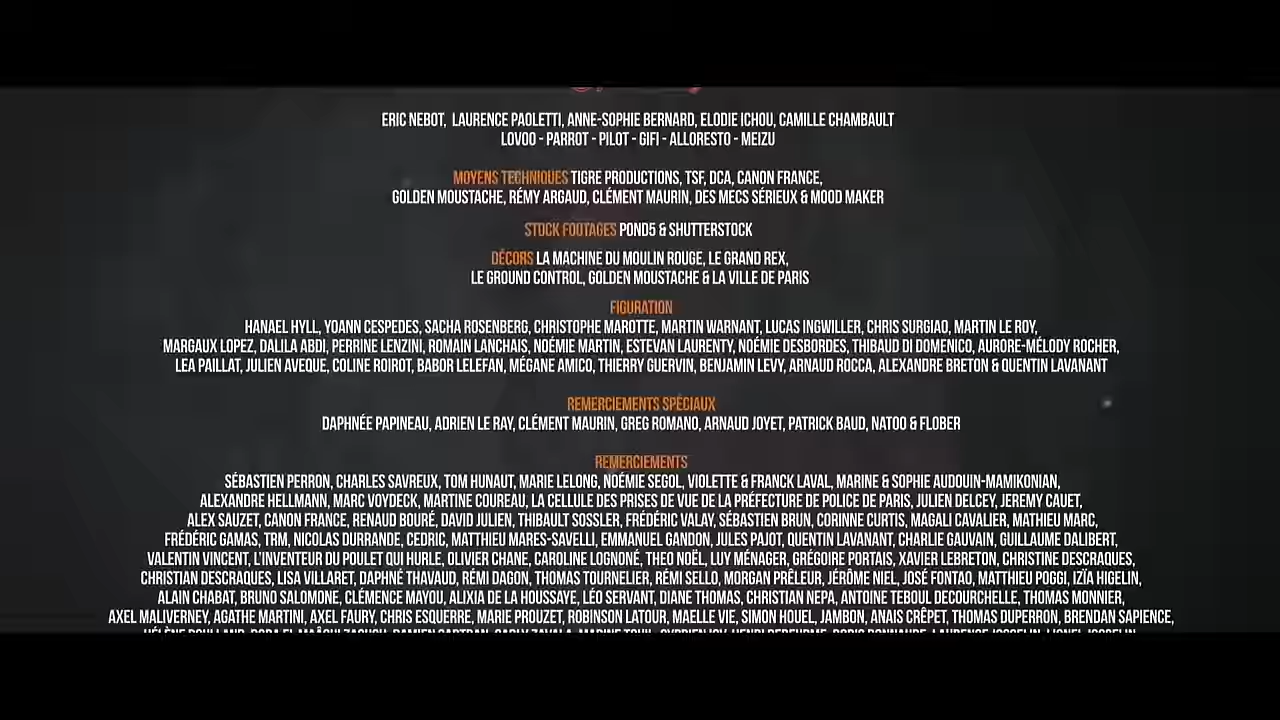 ERIC NEBOT, LAURENCE PAOLETTI, ANNE-SOPHIE BERNARD, ELODIE ICHOU, CAMILLE CHAMBAULT
LOVOO - PARROT - PILOT - GIFI - ALLORESTO - MEIZU
MOYENS TECHNIQUES TIGRE PRODUCTIONS, TSF, DCA, CANON FRANCE,
GOLDEN MOUSTACHE, RÉMY ARGAUD, CLÉMENT MAURIN, DES MECS SÉRIEUX & MOOD MAKER
STOCK FOOTAGES POND5 & SHUTTERSTOCK
DÉCORS LA MACHINE DU MOULIN ROUGE, LE GRAND REX,
LE GROUND CONTROL, GOLDEN MOUSTACHE & LA VILLE DE PARIS
FIGURATION
HANAEL HYLL, YOANN CESPEDES, SACHA ROSENBERG, CHRISTOPHE MAROTTE, MARTIN WARNANT, LUCAS INGWILLER, CHRIS SURGIAO, MARTIN LE ROY,
MARGAUX LOPEZ, DALILA ABDI, PERRINE LENZINI, ROMAIN LANCHAIS, NOÉMIE MARTIN, ESTEVAN LAURENTY, NOÉMIE DESBORDES, THIBAUD DI DOMENICO, AURORE-MÉLODY ROCHER,
LEA PAILLAT, JULIEN AVEQUE, COLINE ROIROT, BABOR LELEFAN, MÉGANE AMICO, THIERRY GUERVIN, BENJAMIN LEVY, ARNAUD ROCCA, ALEXANDRE BRETON & QUENTIN LAVANANT
REMERCIEMENTS SPÉCIAUX
DAPHNÉE PAPINEAU, ADRIEN LE RAY, CLÉMENT MAURIN, GREG ROMANO, ARNAUD JOYET, PATRICK BAUD, NATOO & FLOBER
REMERCIEMENTS
SÉBASTIEN PERRON, CHARLES SAVREUX, TOM HUNAUT, MARIE LELONG, NOÉMIE SEGOL, VIOLETTE & FRANCK LAVAL, MARINE & SOPHIE AUDOUIN-MAMIKONIAN,
ALEXANDRE HELLMANN, MARC VOYDECK, MARTINE COUREAU, LA CELLULE DES PRISES DE VUE DE LA PRÉFECTURE DE POLICE DE PARIS, JULIEN DELCEY, JEREMY CAUET,
ALEX SAUZET, CANON FRANCE, RENAUD BOURÉ, DAVID JULIEN, THIBAULT SOSSLER, FRÉDÉRIC VALAY, SÉBASTIEN BRUN, CORINNE CURTIS, MAGALI CAVALIER, MATHIEU MARC,
FRÉDÉRIC GAMAS, TRM, NICOLAS DURRANDE, CEDRIC, MATTHIEU MARES-SAVELLI, EMMANUEL GANDON, JULES PAJOT, QUENTIN LAVANANT, CHARLIE GAUVAIN, GUILLAUME DALIBERT,
VALENTIN VINCENT, L'INVENTEUR DU POULET QUI HURLE, OLIVIER CHANE, CAROLINE LOGNONÉ, THEO NOËL, LUY MÉNAGER, GRÉGOIRE PORTAIS, XAVIER LEBRETON, CHRISTINE DESCRAQUES,
CHRISTIAN DESCRAQUES, LISA VILLARET, DAPHNÉ THAVAUD, RÉMI DAGON, THOMAS TOURNELIER, RÉMI SELLO, MORGAN PRÊLEUR, JÉRÔME NIEL, JOSÉ FONTAO, MATTHIEU POGGI, IZÏA HIGELIN,
ALAIN CHABAT, BRUNO SALOMONE, CLÉMENCE MAYOU, ALIXIA DE LA HOUSSAYE, LÉO SERVANT, DIANE THOMAS, CHRISTIAN NEPA, ANTOINE TEBOUL DECOURCHELLE, THOMAS MONNIER,
AXEL MALIVERNEY, AGATHE MARTINI, AXEL FAURY, CHRIS ESQUERRE, MARIE PROUZET, ROBINSON LATOUR, MAELLE VIE, SIMON HOUEL, JAMBON, ANAIS CRÊPET, THOMAS DUPERRON, BRENDAN SAPIENCE,